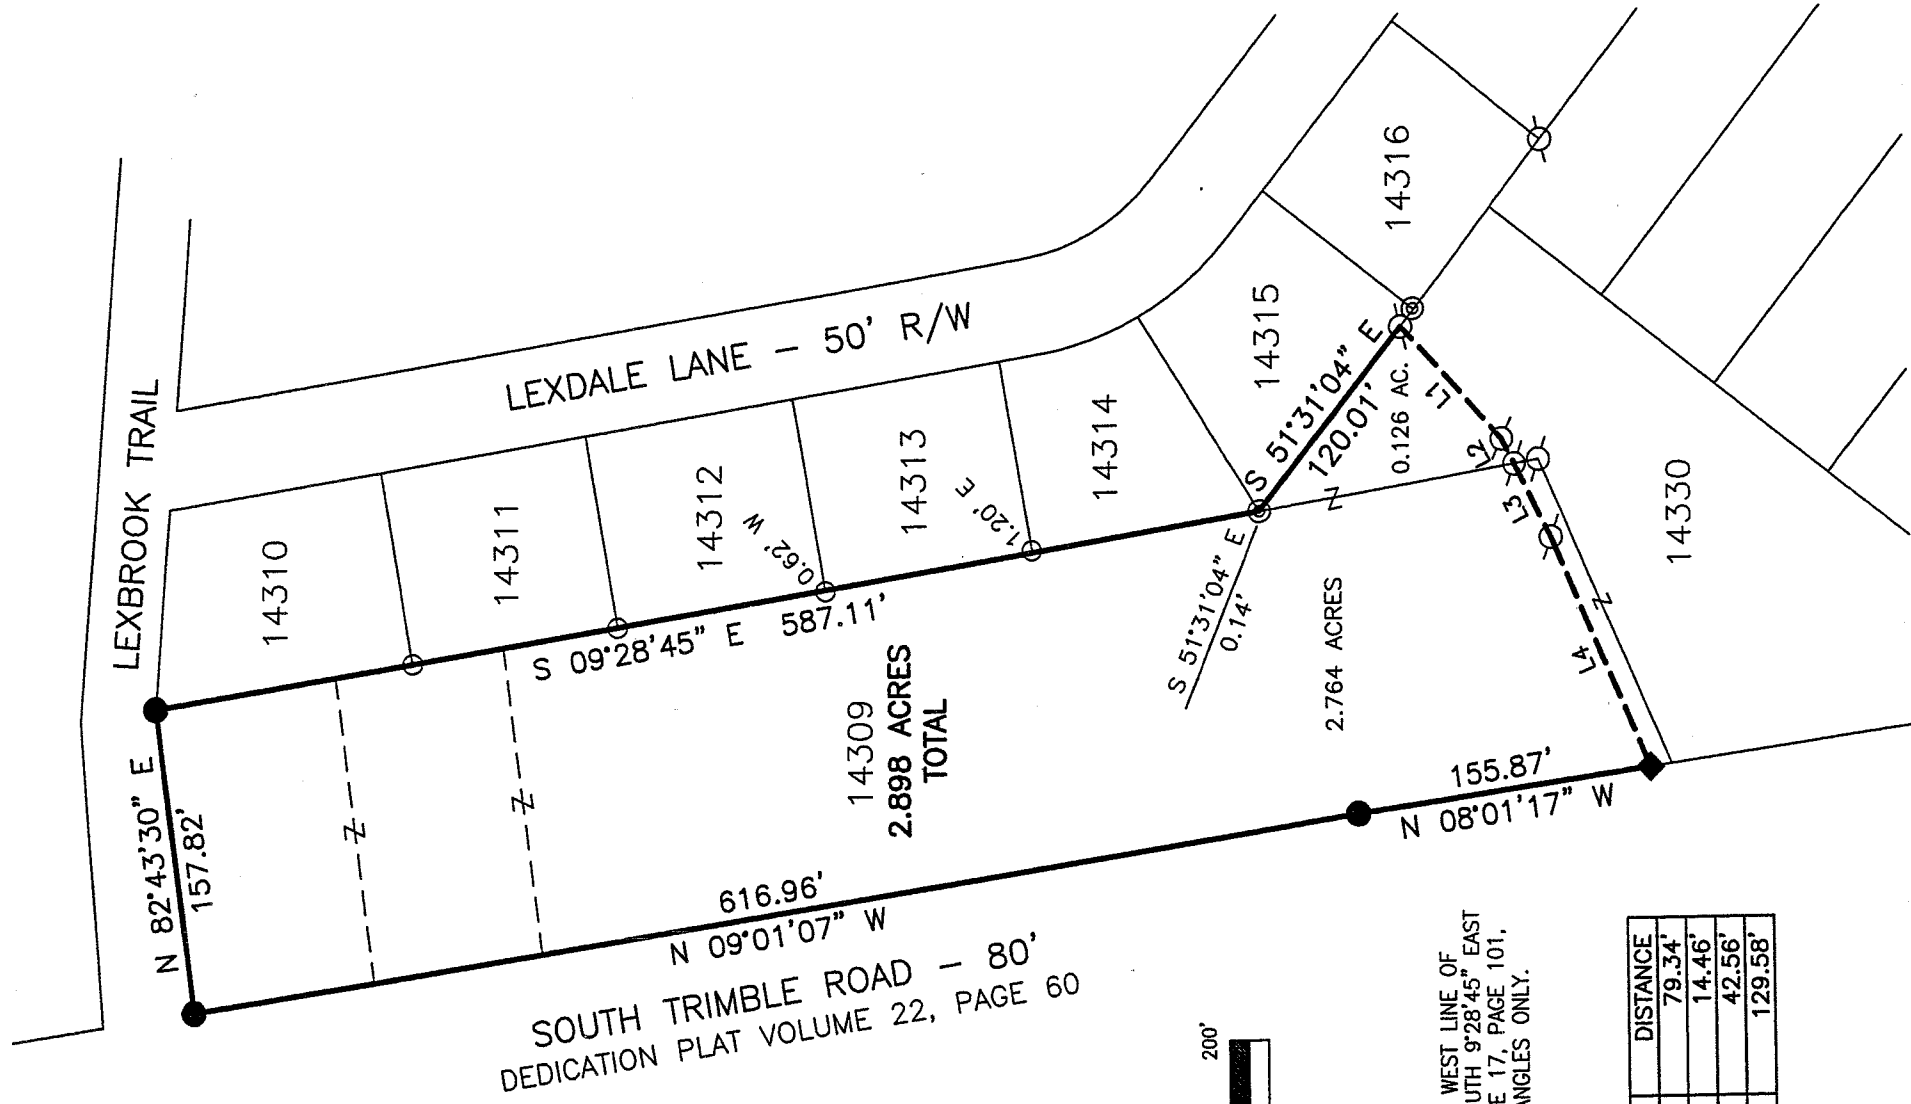 LEXBROOK TRAIL
LEXDALE LANE – 50' R/W
14316
14315
14310
14311
14312
0.62' W
14313
1.20' E
14314
S 51°31'04" E
120.01'
0.126 AC.
L1
L2
L3
L4
Z
Z
Z
Z
14330
S 09°28'45" E 587.11'
S 51°31'04" E
0.14'
2.764 ACRES
14309
2.898 ACRES
TOTAL
N 82°43'30" E
157.82'
155.87'
N 08°01'17" W
616.96'
N 09°01'07" W
SOUTH TRIMBLE ROAD – 80'
DEDICATION PLAT VOLUME 22, PAGE 60
200'
WEST LINE OF
UTH 9°28'45" EAST
E 17, PAGE 101,
ANGLES ONLY.
DISTANCE
79.34'
14.46'
42.56'
129.58'